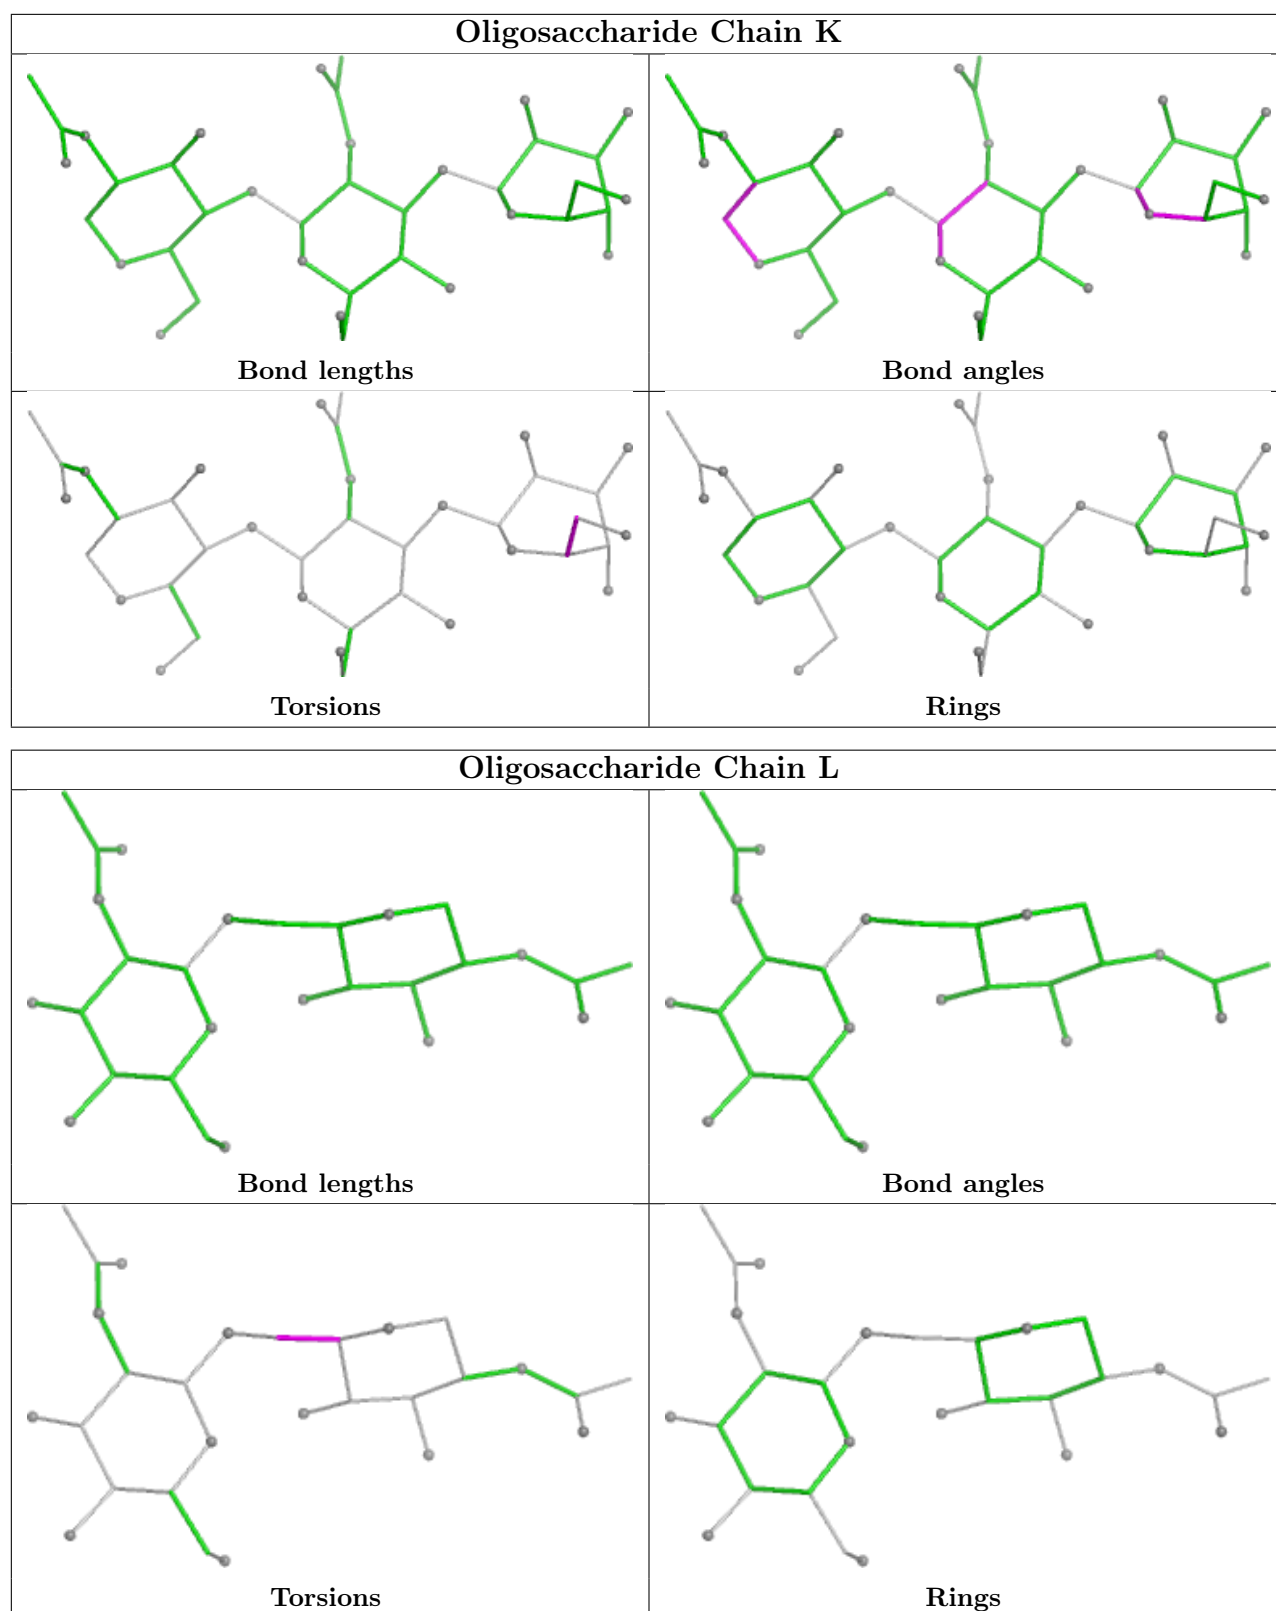 Oligosaccharide Chain K
Bond lengths
Bond angles
Torsions
Rings
Oligosaccharide Chain L
Bond lengths
Bond angles
Torsions
Rings